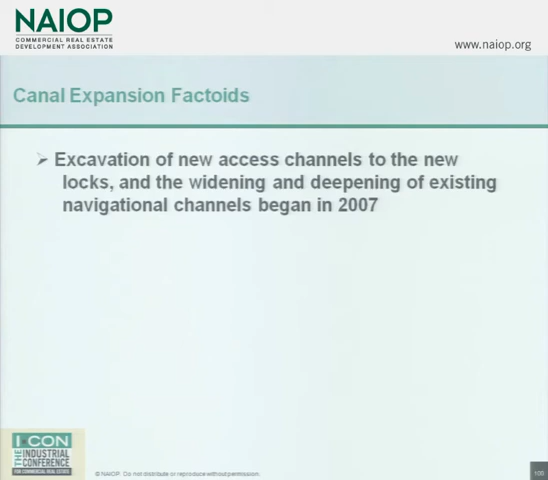 NAIOP
COMMERCIAL REAL ESTATE
DEVELOPMENT ASSOCIATION
www.naiop.org
Canal Expansion Factoids
➢ Excavation of new access channels to the new
locks, and the widening and deepening of existing
navigational channels began in 2007
I•CON
THE INDUSTRIAL
CONFERENCE
FOR COMMERCIAL REAL ESTATE
© NAIOP. Do not distribute or reproduce without permission.
100